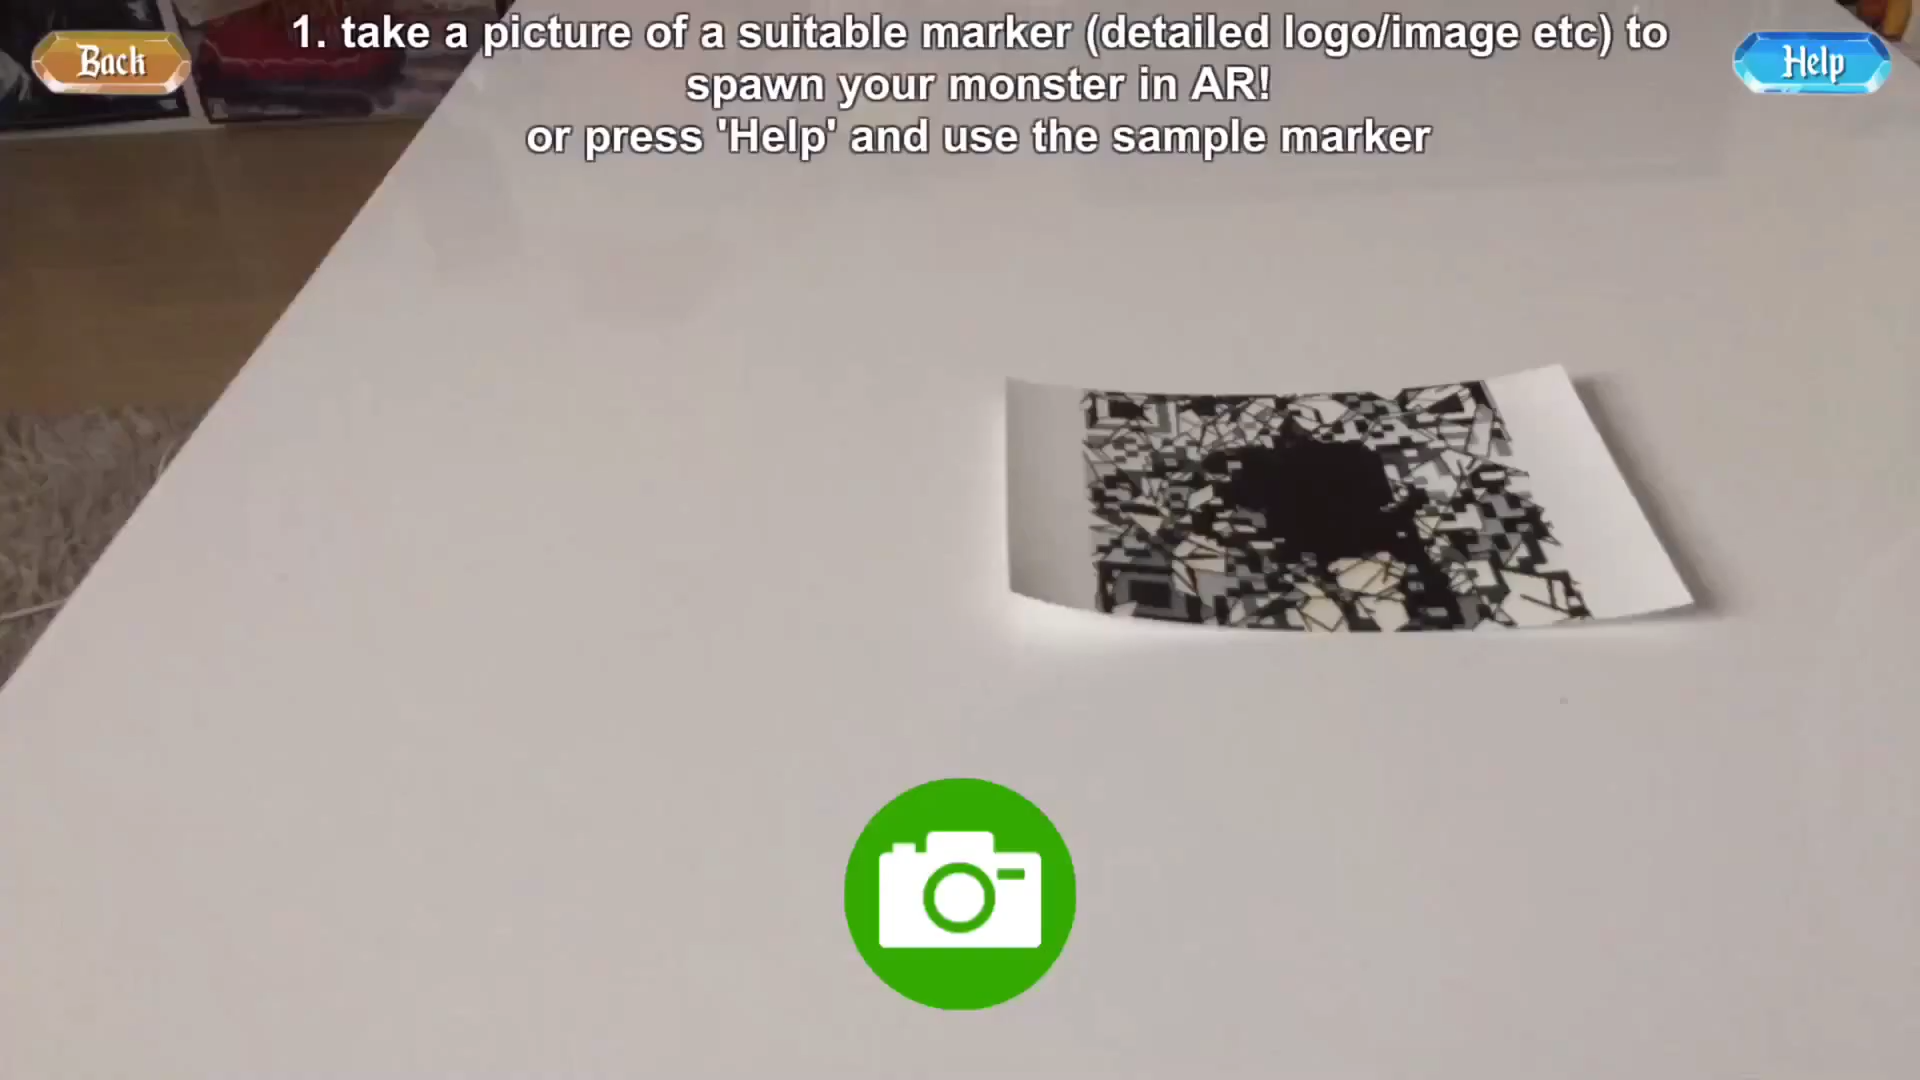 Back
1. take a picture of a suitable marker (detailed logo/image etc) to
spawn your monster in AR!
or press 'Help' and use the sample marker
Help